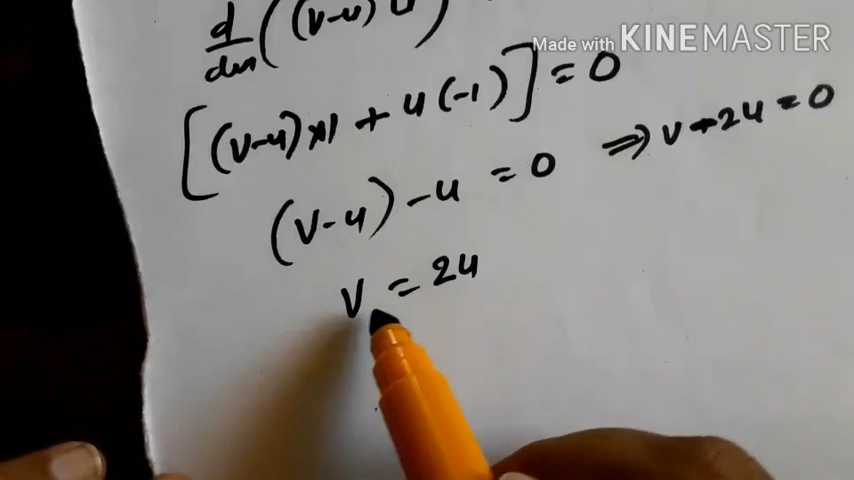 d/du ((v-u) u)
Made with KINEMASTER
[(v-u)×1 + u(-1)] = 0
(v-u) - u = 0 ⇒ v-2u = 0
v = 2u